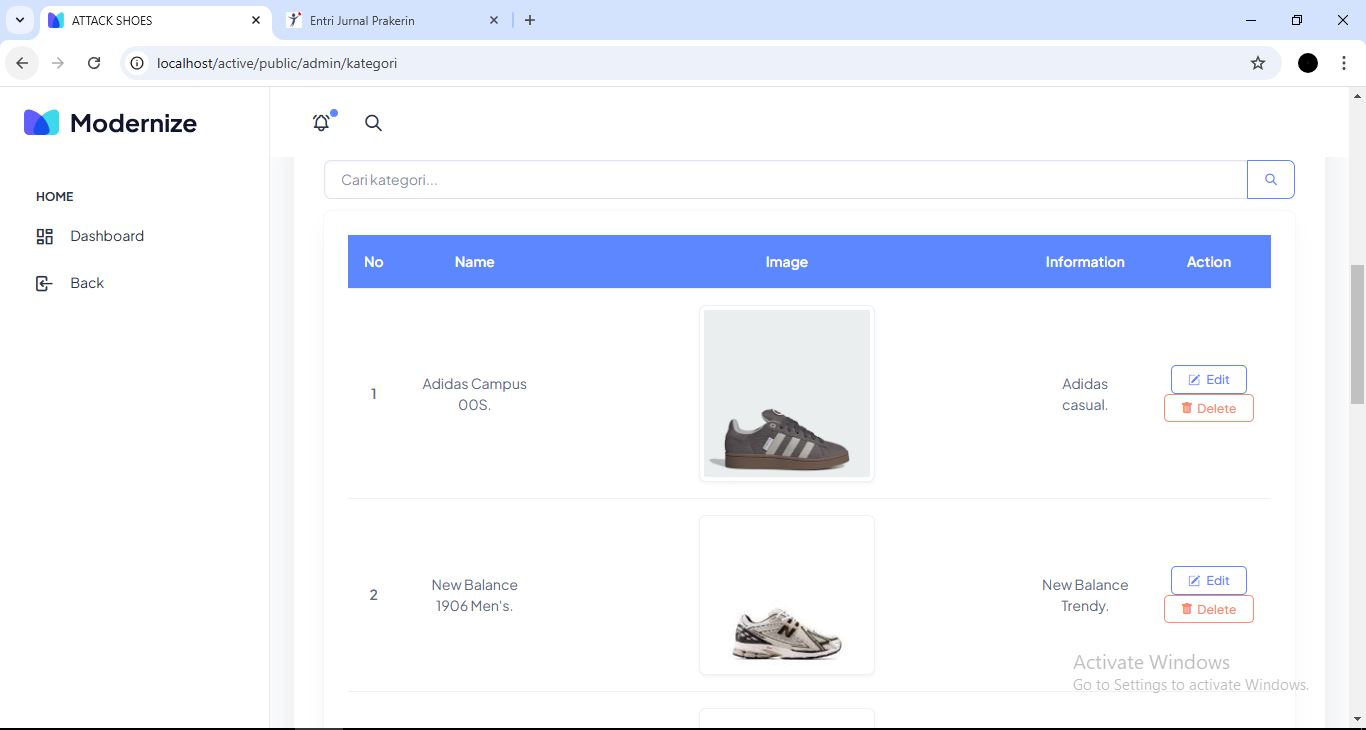 ATTACK SHOES
Entri Jurnal Prakerin
localhost/active/public/admin/kategori
Modernize
HOME
Dashboard
Back
Cari kategori...
No Name Image Information Action
1
Adidas Campus
00S.
Adidas
casual.
Edit
Delete
2
New Balance
1906 Men's.
New Balance
Trendy.
Edit
Delete
Activate Windows
Go to Settings to activate Windows.